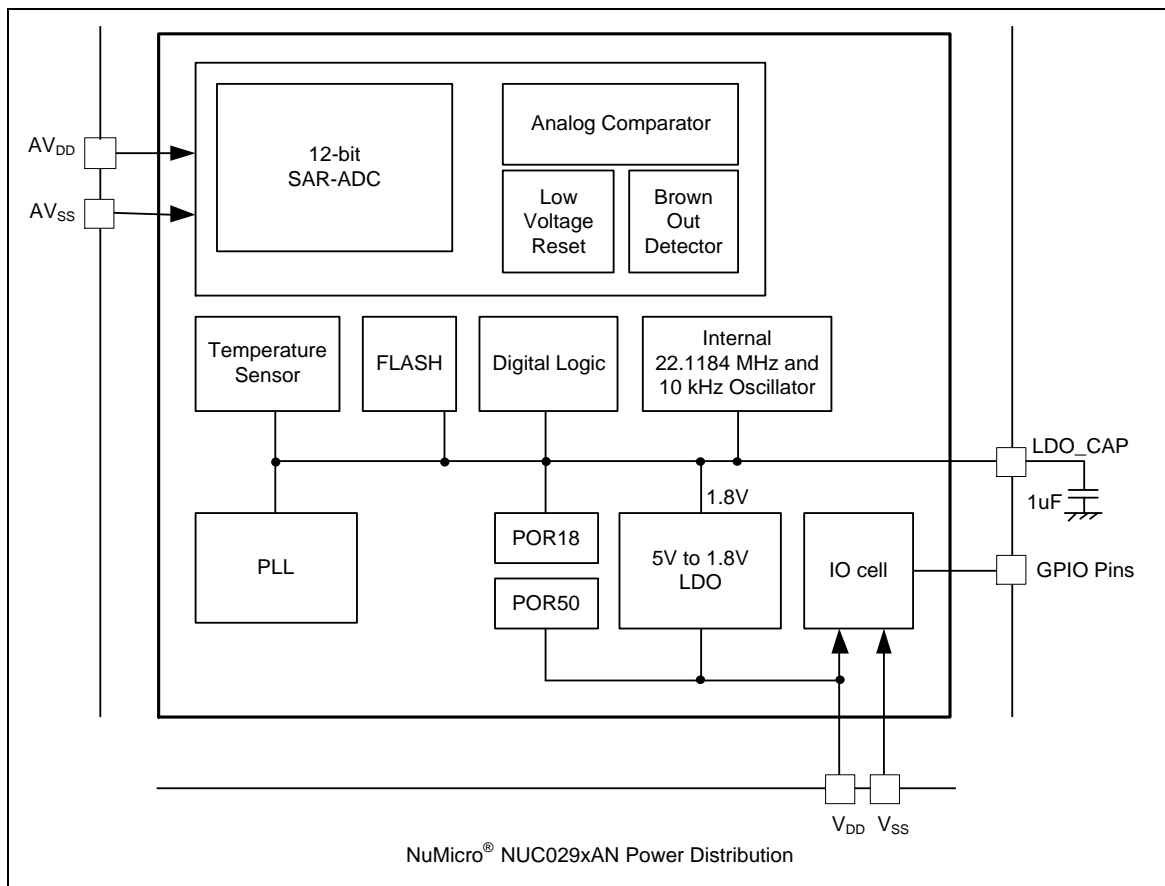 AVDD
AVSS
12-bit
SAR-ADC
Analog Comparator
Low
Voltage
Reset
Brown
Out
Detector
Temperature
Sensor
FLASH
Digital Logic
Internal
22.1184 MHz and
10 kHz Oscillator
LDO_CAP
1uF
1.8V
PLL
POR18
POR50
5V to 1.8V
LDO
IO cell
GPIO Pins
VDD
VSS
NuMicro® NUC029xAN Power Distribution